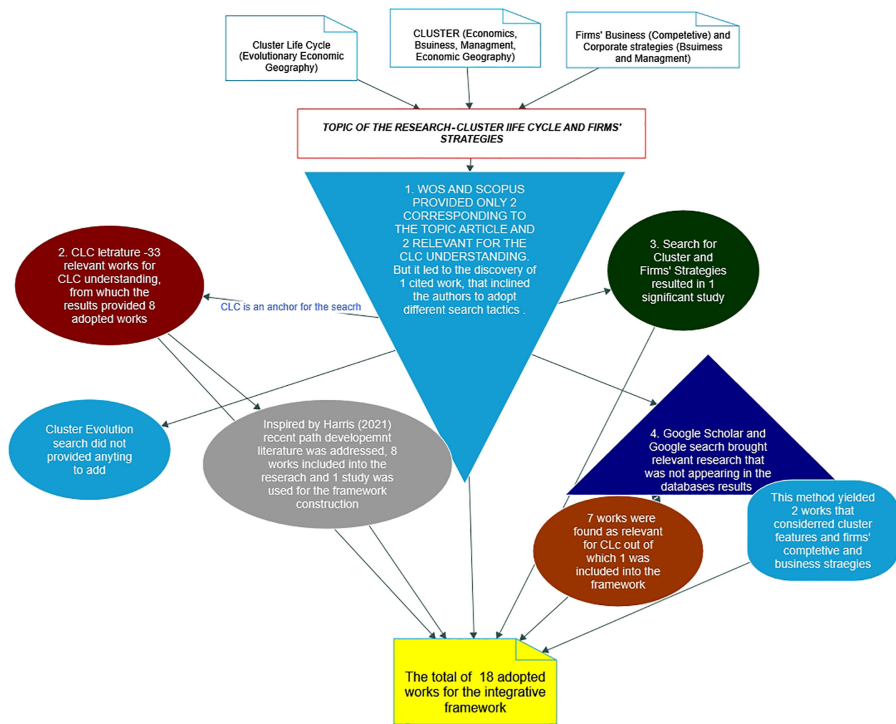 Cluster Life Cycle
(Evolutionary Economic
Geography)
CLUSTER (Economics,
Bsuiness, Managment,
Economic Geography)
Firms' Business (Competetive) and
Corporate strategies (Bsuimess
and Managment)
TOPIC OF THE RESEARCH-CLUSTER lIFE CYCLE AND FIRMS'
STRATEGIES
1. WOS AND SCOPUS
PROVIDED ONLY 2
CORRESPONDING TO
THE TOPIC ARTICLE AND
2 RELEVANT FOR THE
CLC UNDERSTANDING.
But it led to the discovery of
1 cited work, that inclined
the authors to adopt
different search tactics .
2. CLC letrature -33
relevant works for
CLC understanding,
from whuch the
results provided 8
adopted works
CLC is an anchor for the seacrh
3. Search for
Cluster and
Firms' Strategies
resulted in 1
significant study
Cluster Evolution
search did not
provided anyting
to add
Inspired by Harris (2021)
recent path developemnt
literature was addressed, 8
works included into the
reserach and 1 study was
used for the framework
construction
4. Google Scholar and
Google seacrh brought
relevant research that
was not appearing in the
databases results
7 works were
found as relevant
for CLc out of
which 1 was
included into the
framework
This method yielded
2 works that
considerred cluster
features and firms'
comptetive and
business straegies
The total of 18 adopted
works for the integrative
framework